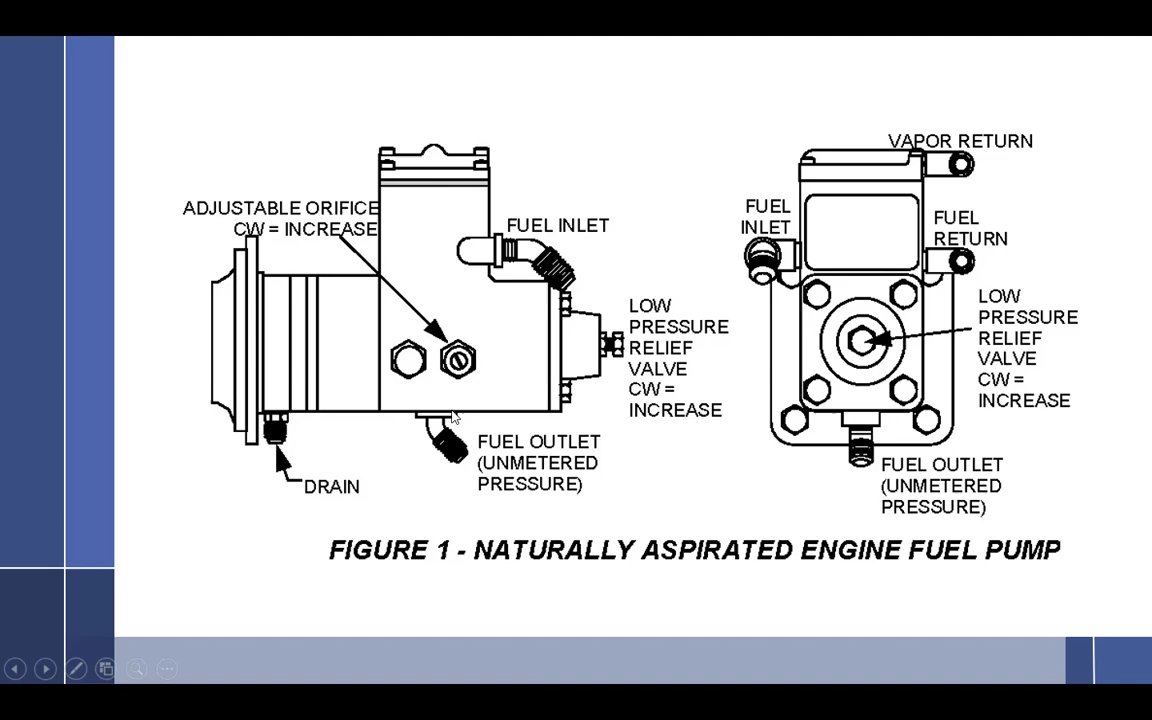 VAPOR RETURN
ADJUSTABLE ORIFICE
CW = INCREASE
FUEL INLET
FUEL
INLET
FUEL
RETURN
LOW
PRESSURE
RELIEF
VALVE
CW =
INCREASE
LOW
PRESSURE
RELIEF
VALVE
CW =
INCREASE
FUEL OUTLET
(UNMETERED
PRESSURE)
DRAIN
FUEL OUTLET
(UNMETERED
PRESSURE)
FIGURE 1 - NATURALLY ASPIRATED ENGINE FUEL PUMP